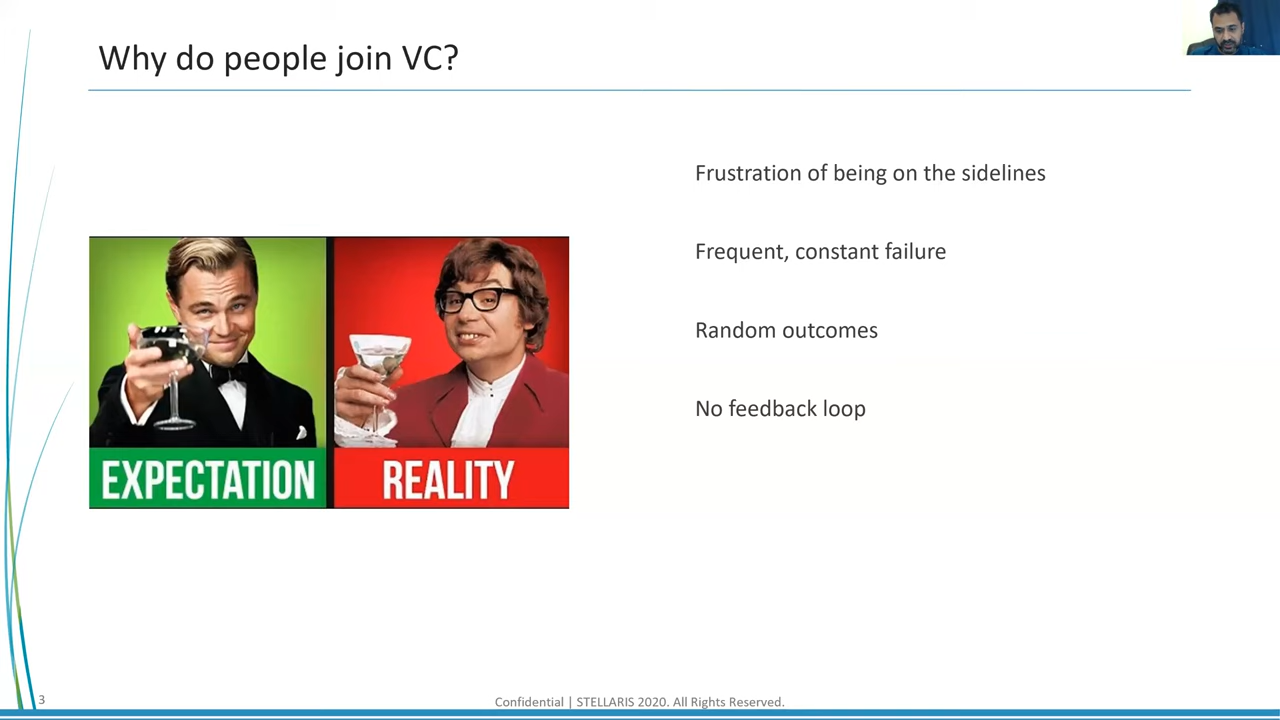 Why do people join VC?
Frustration of being on the sidelines
Frequent, constant failure
Random outcomes
No feedback loop
EXPECTATION
REALITY
3
Confidential | STELLARIS 2020. All Rights Reserved.